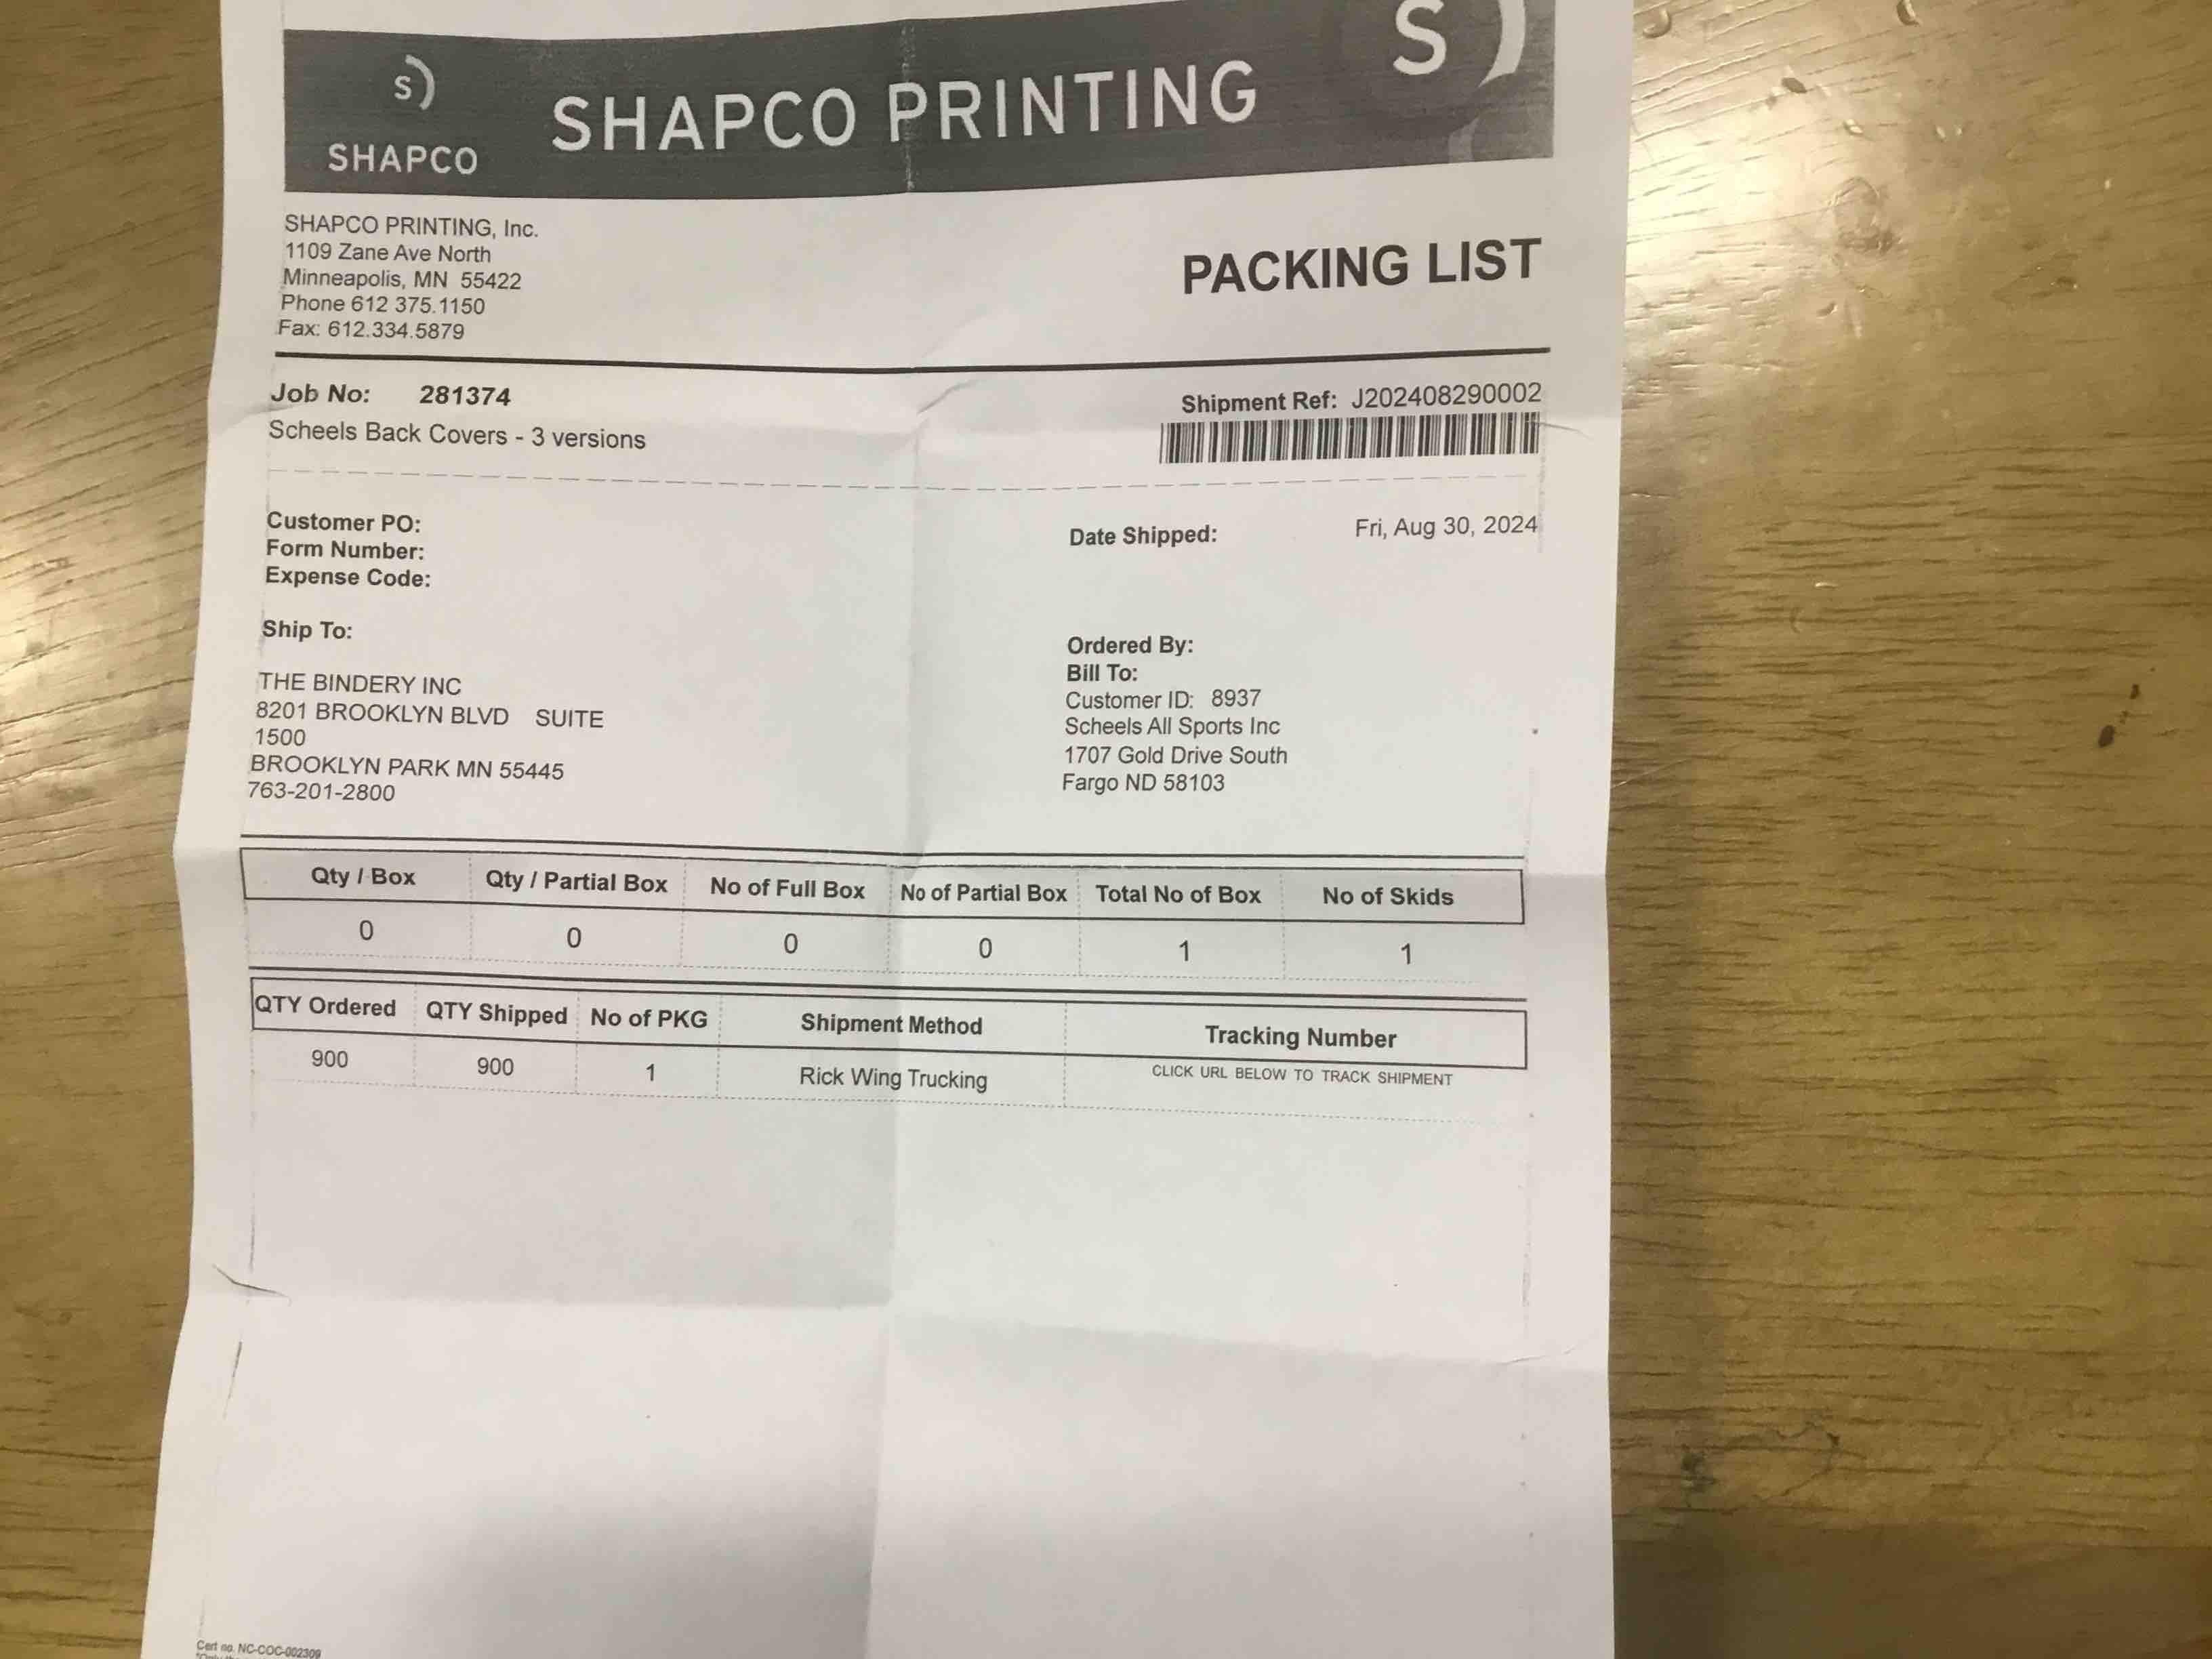 S)
s)
SHAPCO
SHAPCO PRINTING
SHAPCO PRINTING, Inc.
1109 Zane Ave North
Minneapolis, MN 55422
Phone 612 375.1150
Fax: 612.334.5879
PACKING LIST
Job No: 281374
Scheels Back Covers - 3 versions
Shipment Ref: J202408290002
Customer PO:
Form Number:
Expense Code:
Date Shipped: Fri, Aug 30, 2024
Ship To:
THE BINDERY INC
8201 BROOKLYN BLVD SUITE
1500
BROOKLYN PARK MN 55445
763-201-2800
Ordered By:
Bill To:
Customer ID: 8937
Scheels All Sports Inc
1707 Gold Drive South
Fargo ND 58103
Qty / Box Qty / Partial Box No of Full Box No of Partial Box Total No of Box No of Skids
0 0 0 0 1 1
QTY Ordered QTY Shipped No of PKG Shipment Method Tracking Number
900 900 1 Rick Wing Trucking CLICK URL BELOW TO TRACK SHIPMENT
Cert no. NC-COC-002309